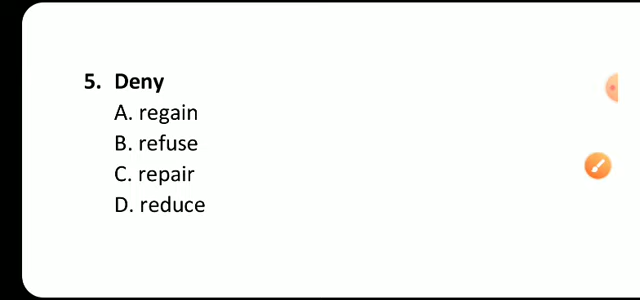 5. Deny
A. regain
B. refuse
C. repair
D. reduce